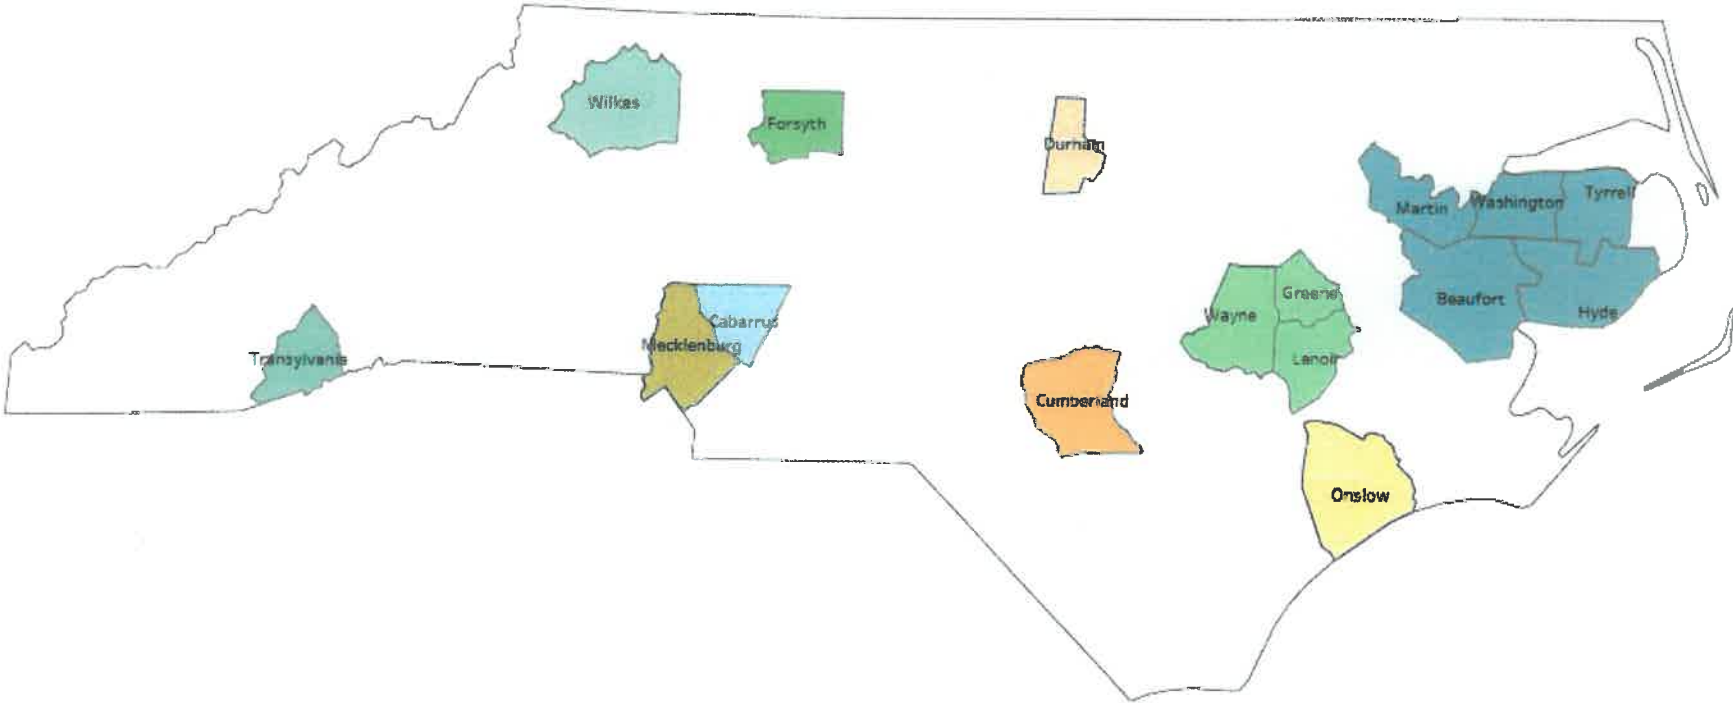 Wilkes
Forsyth
Durham
Martin
Washington
Tyrrell
Beaufort
Hyde
Wayne
Greene
Lenoir
Transylvania
Mecklenburg
Cabarrus
Cumberland
Onslow